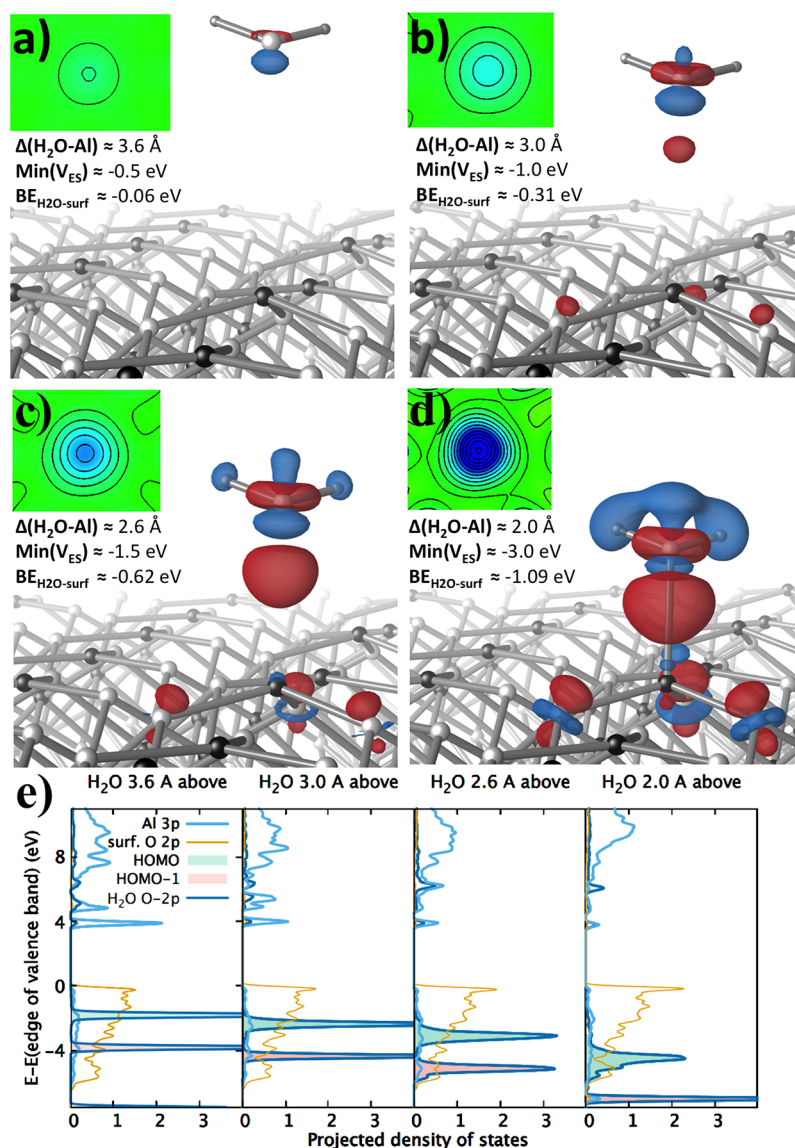 a)
Δ(H2O-Al) ≈ 3.6 Å
Min(VES) ≈ -0.5 eV
BEH2O-surf ≈ -0.06 eV
b)
Δ(H2O-Al) ≈ 3.0 Å
Min(VES) ≈ -1.0 eV
BEH2O-surf ≈ -0.31 eV
c)
Δ(H2O-Al) ≈ 2.6 Å
Min(VES) ≈ -1.5 eV
BEH2O-surf ≈ -0.62 eV
d)
Δ(H2O-Al) ≈ 2.0 Å
Min(VES) ≈ -3.0 eV
BEH2O-surf ≈ -1.09 eV
e)
H2O 3.6 A above
H2O 3.0 A above
H2O 2.6 A above
H2O 2.0 A above
Al 3p
surf. O 2p
HOMO
HOMO-1
H2O O-2p
E-E(edge of valence band) (eV)
8
4
0
-4
0 1 2 3 0 1 2 3 0 1 2 3 0 1 2 3 4
Projected density of states